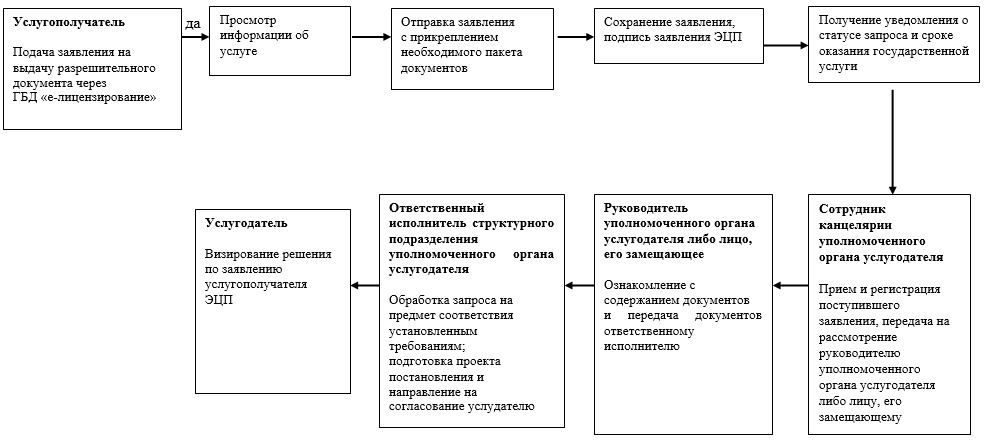 Услугополучатель
Подача заявления на
выдачу разрешительного
документа через
ГБД «е-лицензирование»
да
Просмотр
информации об
услуге
Отправка заявления
с прикреплением
необходимого пакета
документов
Сохранение заявления,
подпись заявления ЭЦП
Получение уведомления о
статусе запроса и сроке
оказания государственной
услуги
Сотрудник
канцелярии
уполномоченного
органа услугодателя
Прием и регистрация
поступившего
заявления, передача на
рассмотрение
руководителю
уполномоченного
органа услугодателя
либо лицу, его
замещающему
Руководитель
уполномоченного органа
услугодателя либо лицо,
его замещающее
Ознакомление с
содержанием документов
и передача документов
ответственному
исполнителю
Ответственный
исполнитель структурного
подразделения
уполномоченного органа
услугодателя
Обработка запроса на
предмет соответствия
установленным
требованиям;
подготовка проекта
постановления и
направление на
согласование услудателю
Услугодатель
Визирование решения
по заявлению
услугополучателя
ЭЦП